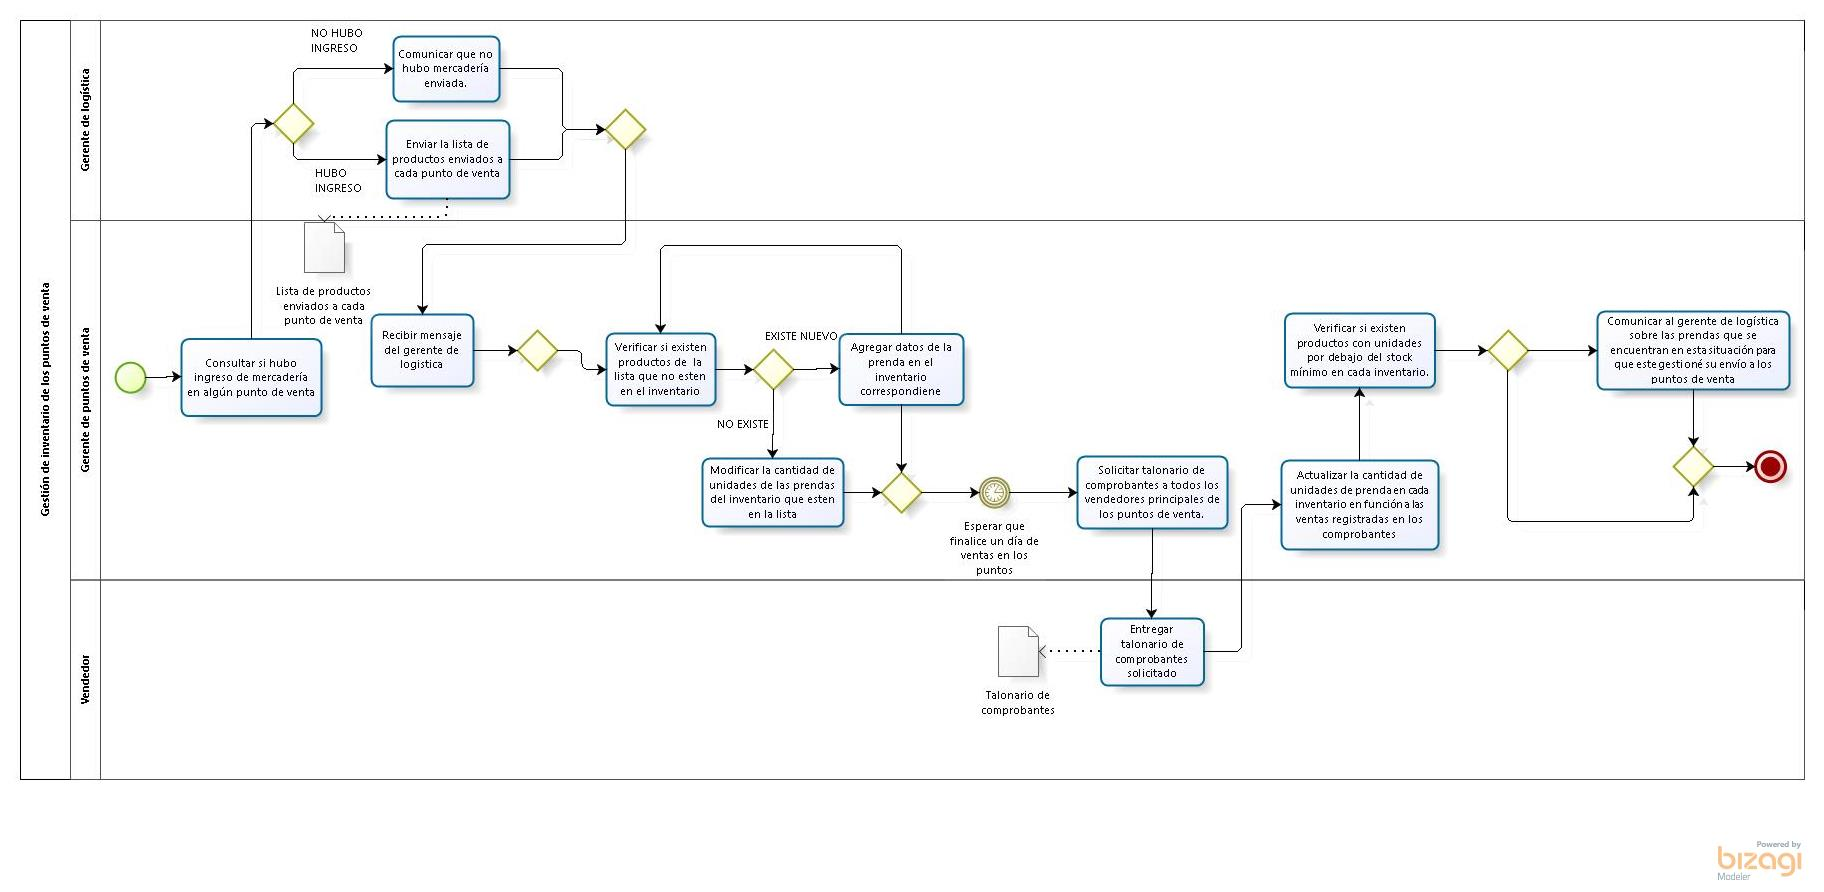 Gestión de inventario de los puntos de venta
Gerente de logística
NO HUBO
INGRESO
Comunicar que no
hubo mercadería
enviada.
Enviar la lista de
productos enviados a
cada punto de venta
HUBO
INGRESO
Gerente de puntos de venta
Lista de productos
enviados a cada
punto de venta
Consultar si hubo
ingreso de mercadería
en algún punto de venta
Recibir mensaje
del gerente de
logistica
Verificar si existen
productos de la
lista que no esten
en el inventario
EXISTE NUEVO
Agregar datos de la
prenda en el
inventario
correspondiene
NO EXISTE
Modificar la cantidad de
unidades de las prendas
del inventario que esten
en la lista
Esperar que
finalice un día de
ventas en los
puntos
Solicitar talonario de
comprobantes a todos los
vendedores principales de
los puntos de venta.
Verificar si existen
productos con unidades
por debajo del stock
mínimo en cada inventario.
Actualizar la cantidad de
unidades de prenda en cada
inventario en función a las
ventas registradas en los
comprobantes
Comunicar al gerente de logística
sobre las prendas que se
encuentran en esta situación para
que este gestioné su envío a los
puntos de venta
Vendedor
Entregar
talonario de
comprobantes
solicitado
Talonario de
comprobantes
Powered by
bizagi
Modeler